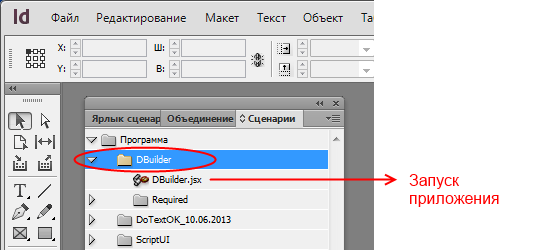 Id Файл Редактирование Макет Текст Объект
X: Ш:
Y: В:
Ярлык сценар Объединение Сценарии
Программа
DBuilder
DBuilder.jsx
Required
DoTextOK_10.06.2013
ScriptUI
Запуск
приложения
T